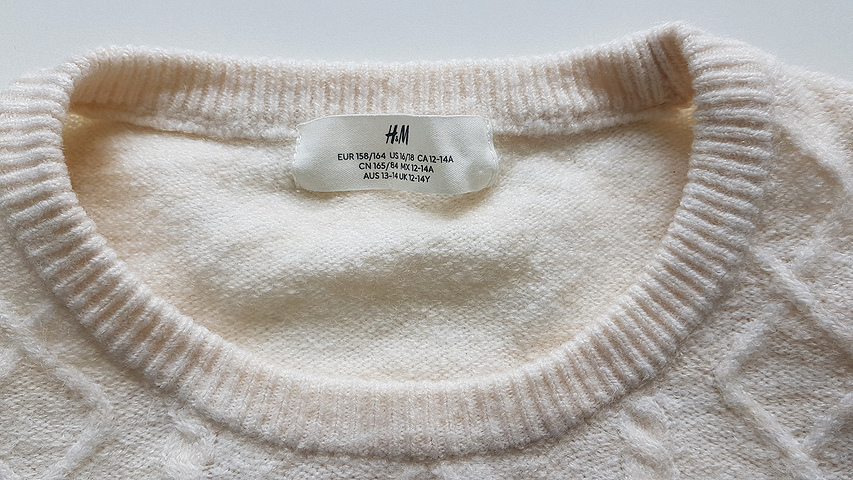 H&M
EUR 158/164 US 16/18 CA 12-14A
CN 165/84 MX 12-14A
AUS 13-14 UK 12-14Y